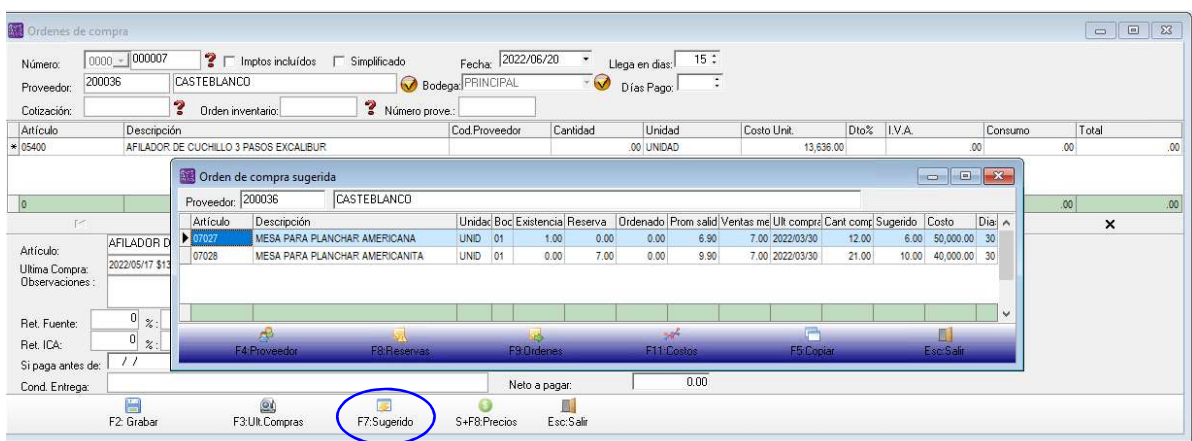 Ordenes de compra
Número: 0000 000007 ? Imptos incluídos Simplificado Fecha: 2022/06/20 Llega en dias: 15
Proveedor: 200036 CASTEBLANCO Bodega: PRINCIPAL Días Pago:
Cotización: ? Orden inventario: ? Número prove.:
Artículo Descripción Cod.Proveedor Cantidad Unidad Costo Unit. Dto% I.V.A. Consumo Total
* 05400 AFILADOR DE CUCHILLO 3 PASOS EXCALIBUR .00 UNIDAD 13,636.00 .00 .00 .00
Orden de compra sugerida
Proveedor: 200036 CASTEBLANCO
0 .00 .00
Artículo Descripción Unidac Boc Existencia Reserva Ordenado Prom salid Ventas me Ult compra Cant comp Sugerido Costo Dia:
07027 MESA PARA PLANCHAR AMERICANA UNID 01 1.00 0.00 0.00 6.90 7.00 2022/03/30 12.00 6.00 50,000.00 30
07028 MESA PARA PLANCHAR AMERICANITA UNID 01 0.00 7.00 0.00 9.90 7.00 2022/03/30 21.00 10.00 40,000.00 30
Artículo: AFILADOR D
Ultima Compra: 2022/05/17 $13
Observaciones :
Ret. Fuente: 0 % :
Ret. ICA: 0 % :
F4:Proveedor F8:Reservas F9:Ordenes F11:Costos F5:Copiar Esc:Salir
Si paga antes de: / /
Cond. Entrega: Neto a pagar: 0.00
F2: Grabar F3:Ult.Compras F7:Sugerido S+F8:Precios Esc:Salir